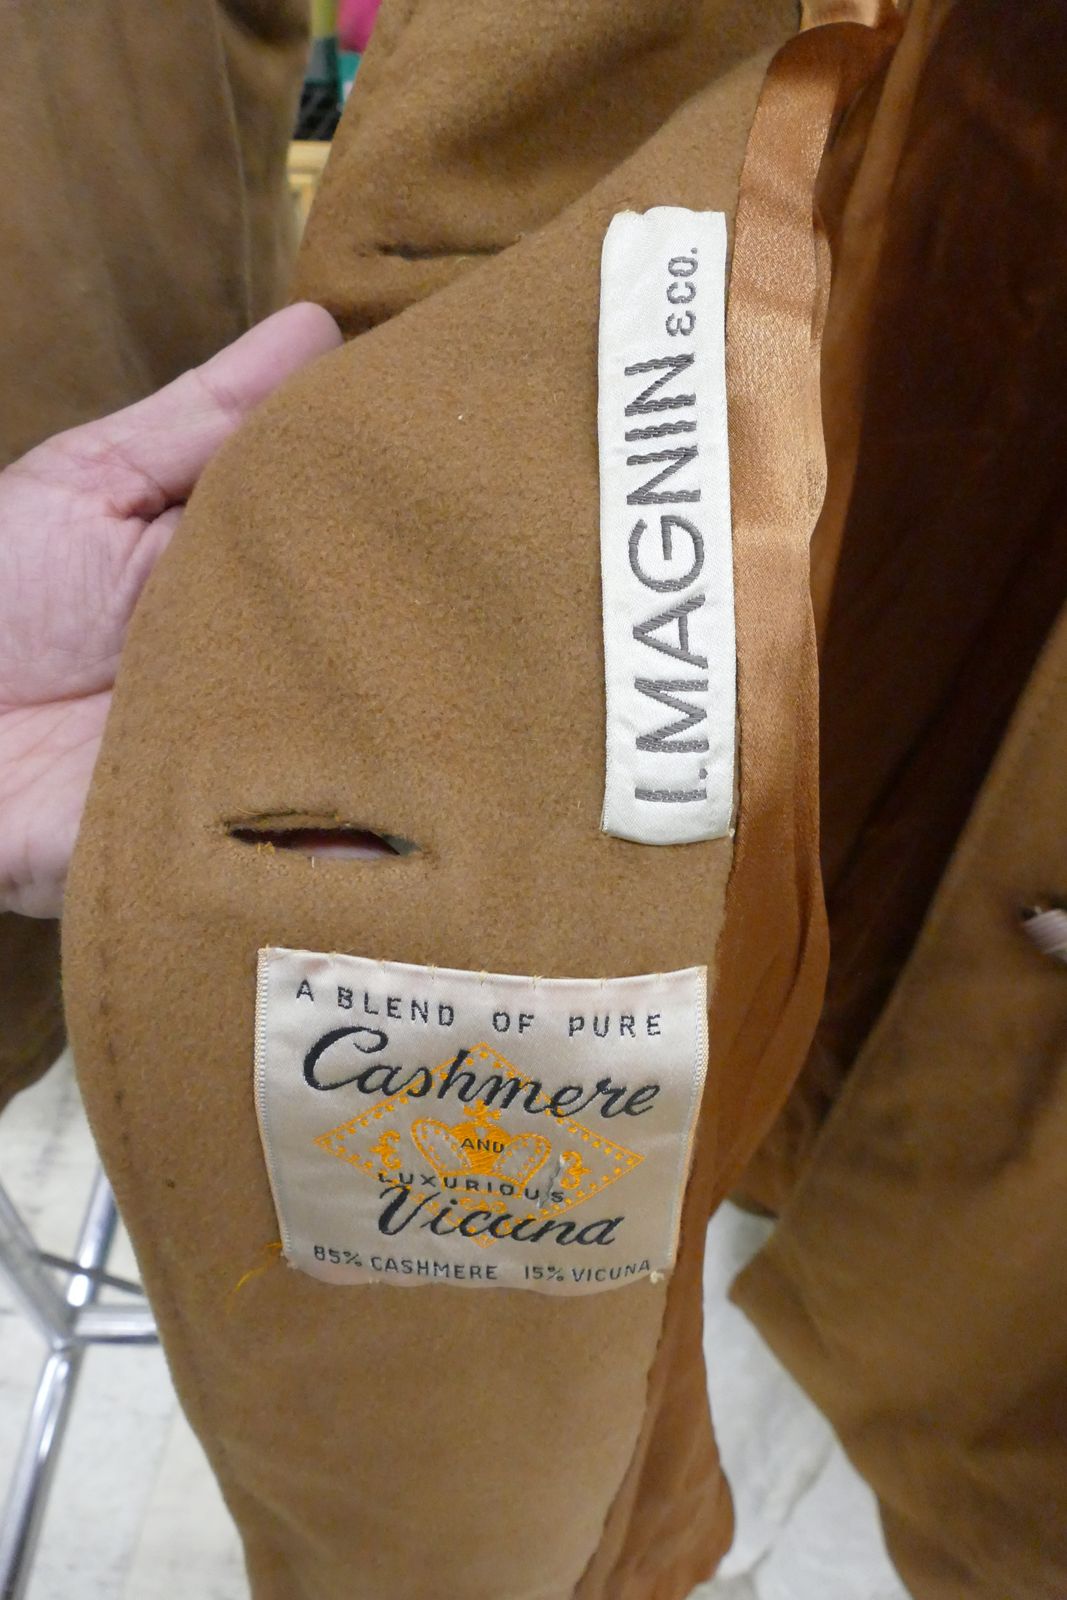 I. MAGNIN & CO.
A BLEND OF PURE
Cashmere
AND
LUXURIOUS
Vicuna
85% CASHMERE 15% VICUNA